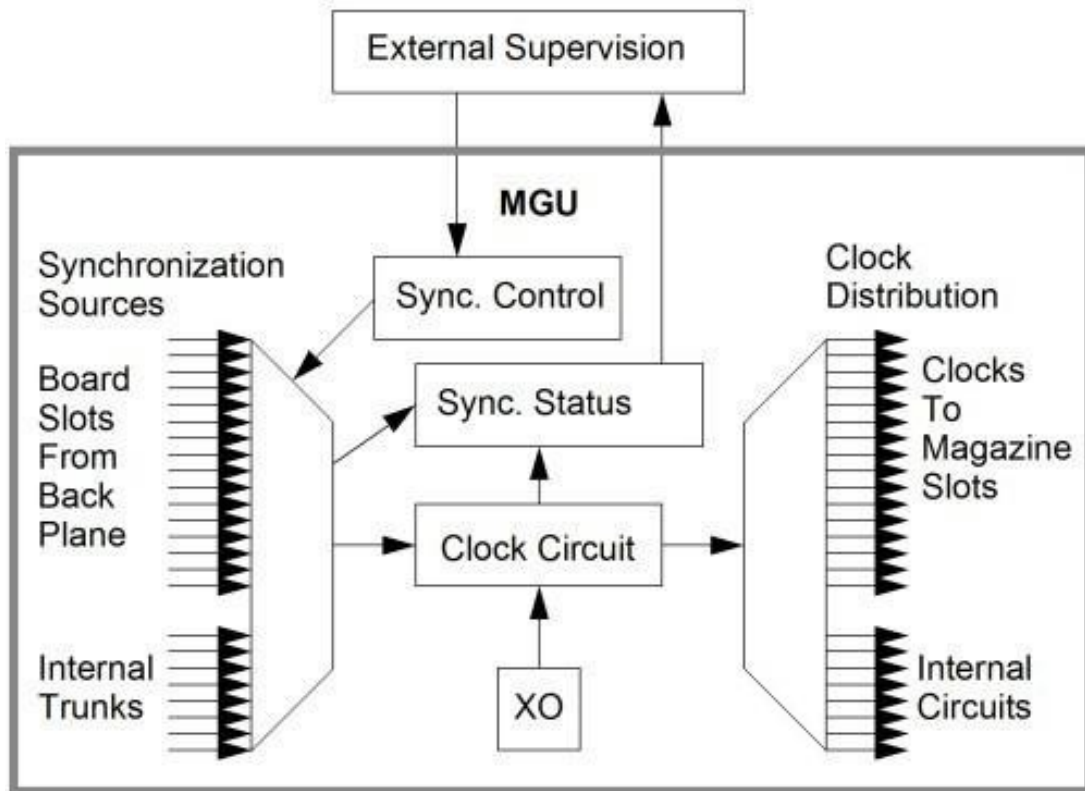 External Supervision
MGU
Synchronization
Sources
Sync. Control
Clock
Distribution
Board
Slots
From
Back
Plane
Sync. Status
Clocks
To
Magazine
Slots
Clock Circuit
Internal
Trunks
XO
Internal
Circuits